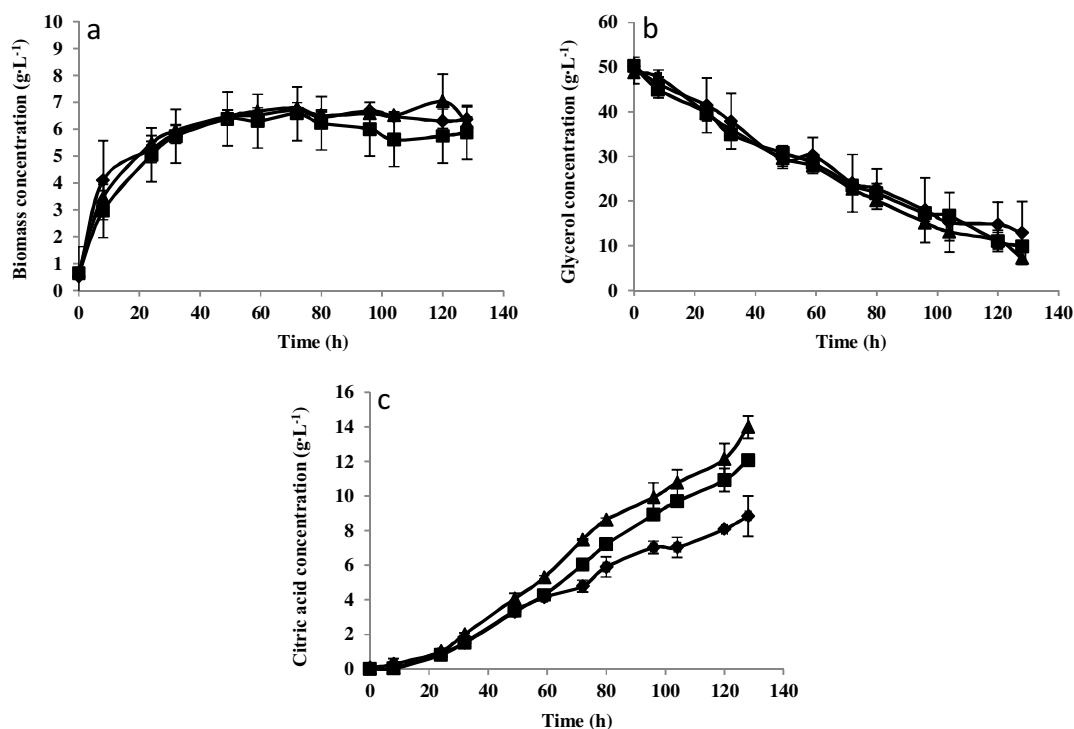 a
Biomass concentration (g·L-1)
10
9
8
7
6
5
4
3
2
1
0
0 20 40 60 80 100 120 140
Time (h)
b
Glycerol concentration (g·L-1)
60
50
40
30
20
10
0
0 20 40 60 80 100 120 140
Time (h)
c
Citric acid concentration (g·L-1)
16
14
12
10
8
6
4
2
0
0 20 40 60 80 100 120 140
Time (h)